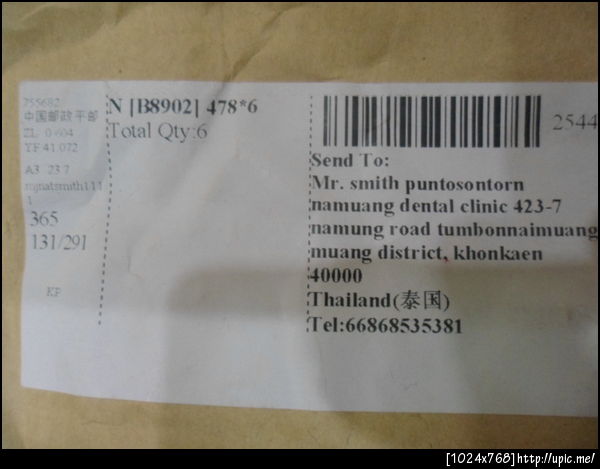 755682
中国邮政平邮
ZL 0.604
YF 41.072
A3 23 7
mjnatsmith111
1
365
131/291
KF
N [B8902] 478*6
Total Qty:6
2544
Send To:
Mr. smith puntosontorn
namuang dental clinic 423-7
namung road tumbonnaimuang
muang district, khonkaen
40000
Thailand(泰国)
Tel:66868535381
[1024x768]http://upic.me/